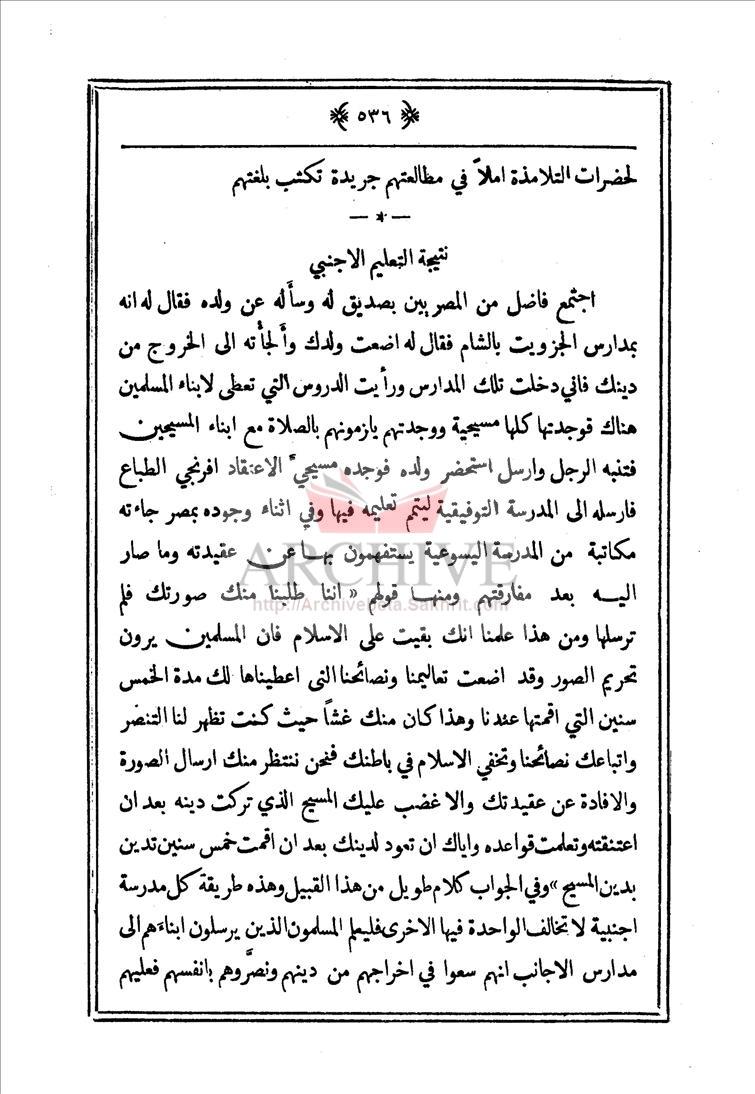 ٥٣٦
لحضرات التلامذة املاً في مطالعتهم جريدة تكتب بلغتهم
نتيجة التعليم الاجنبي
اجتمع فاضل من المصريين بصديق له وسأله عن ولده فقال له انه
بمدارس الجزويت بالشام فقال له اضعت ولدك وألجأته الى الخروج من
دينك فاني دخلت تلك المدارس ورأيت الدروس التي تعطى لابناء المسلمين
هناك فوجدتها كلها مسيحية ووجدتهم يلزمونهم بالصلاة مع ابناء المسيحيين
فتنبه الرجل وارسل استحضر ولده فوجده مسيحيّ الاعتقاد افرنجي الطباع
فارسله الى المدرسة التوفيقية ليتم تعليمه فيها وفي اثناء وجوده بمصر جاءته
مكاتبة من المدرسة اليسوعية يستفهمون بها عن عقيدته وما صار
ARCHIVE
اليه بعد مفارقتهم ومنها قولهم « اننا طلبنا منك صورتك فلم
http://Archivebeta.Sakhrit.com
ترسلها ومن هذا علمنا انك بقيت على الاسلام فان المسلمين يرون
تحريم الصور وقد اضعت تعاليمنا ونصائحنا التى اعطيناها لك مدة الخمس
سنين التي اقمتها عندنا وهذا كان منك غشاً حيث كنت تظهر لنا التنصر
واتباعك نصائحنا وتخفي الاسلام في باطنك فنحن ننتظر منك ارسال الصورة
والافادة عن عقيدتك والا غضب عليك المسيح الذي تركت دينه بعد ان
اعتنقته وتعلمت قواعده واياك ان تعود لدينك بعد ان اقمت خمس سنين تدين
بدين المسيح » وفي الجواب كلام طويل من هذا القبيل وهذه طريقة كل مدرسة
اجنبية لا تخالف الواحدة فيها الاخرى فليعلم المسلمون الذين يرسلون ابناءهم الى
مدارس الاجانب انهم سعوا في اخراجهم من دينهم ونصَّروهم بانفسهم فعليهم